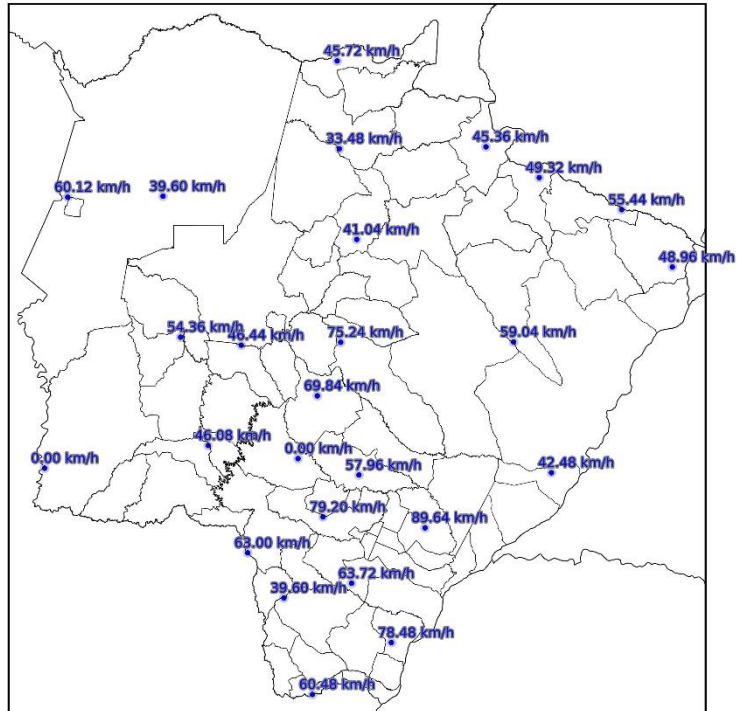 45.72 km/h
33.48 km/h
45.36 km/h
49.32 km/h
60.12 km/h
39.60 km/h
55.44 km/h
41.04 km/h
48.96 km/h
54.36 km/h
46.44 km/h
75.24 km/h
59.04 km/h
69.84 km/h
46.08 km/h
0.00 km/h
0.00 km/h
57.96 km/h
42.48 km/h
79.20 km/h
89.64 km/h
63.00 km/h
63.72 km/h
39.60 km/h
78.48 km/h
60.48 km/h